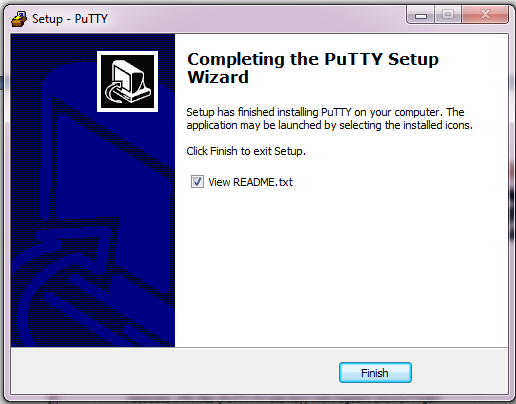 Setup - PuTTY
Completing the PuTTY Setup
Wizard
Setup has finished installing PuTTY on your computer. The
application may be launched by selecting the installed icons.
Click Finish to exit Setup.
View README.txt
Finish